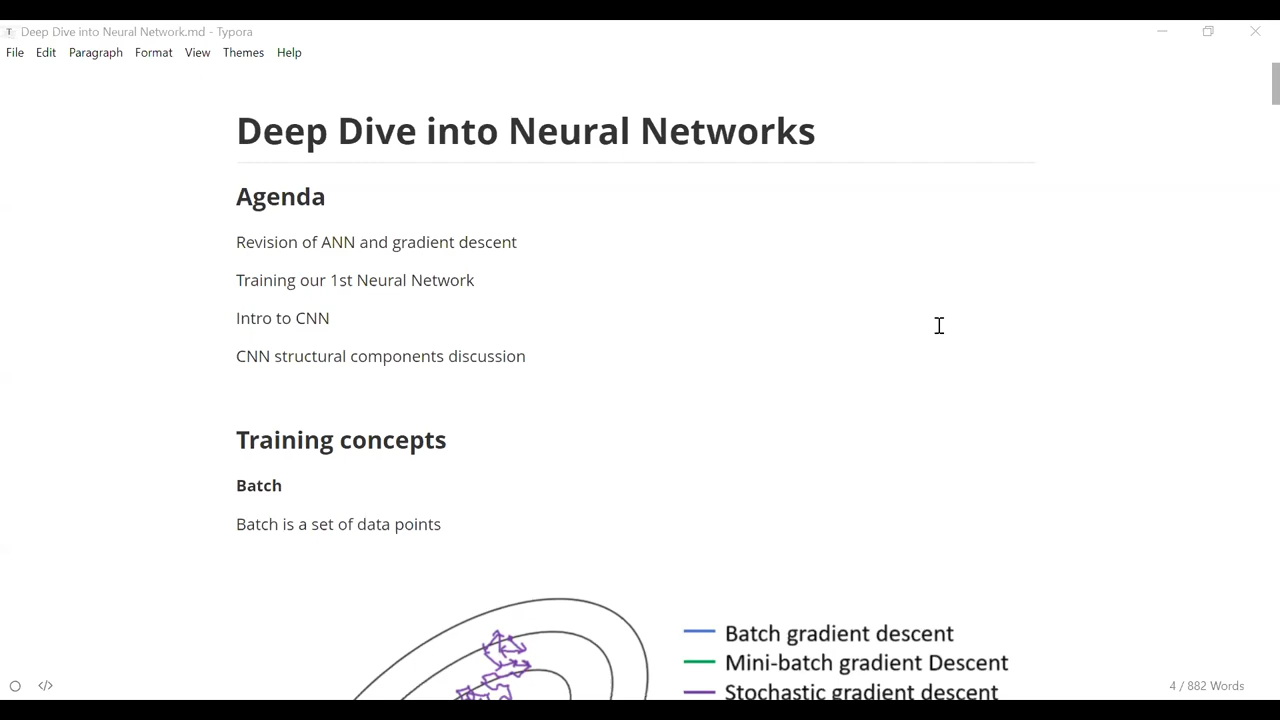 T Deep Dive into Neural Network.md - Typora
File Edit Paragraph Format View Themes Help
Deep Dive into Neural Networks
Agenda
Revision of ANN and gradient descent
Training our 1st Neural Network
Intro to CNN
CNN structural components discussion
Training concepts
Batch
Batch is a set of data points
Batch gradient descent
Mini-batch gradient Descent
Stochastic gradient descent
</> 4 / 882 Words